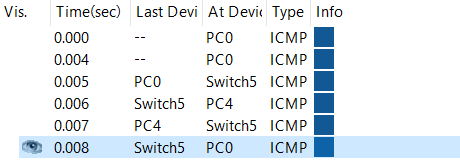 Vis. Time(sec) Last Devi At Devic Type Info
0.000 -- PC0 ICMP
0.004 -- PC0 ICMP
0.005 PC0 Switch5 ICMP
0.006 Switch5 PC4 ICMP
0.007 PC4 Switch5 ICMP
0.008 Switch5 PC0 ICMP